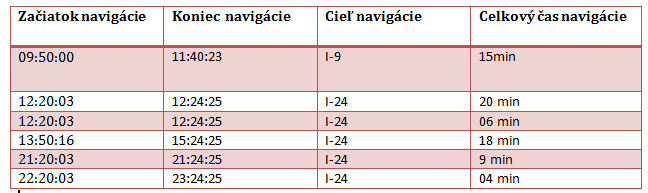 Začiatok navigácie Koniec navigácie Cieľ navigácie Celkový čas navigácie
09:50:00 11:40:23 I-9 15min
12:20:03 12:24:25 I-24 20 min
12:20:03 12:24:25 I-24 06 min
13:50:16 15:24:25 I-24 18 min
21:20:03 21:24:25 I-24 9 min
22:20:03 23:24:25 I-24 04 min